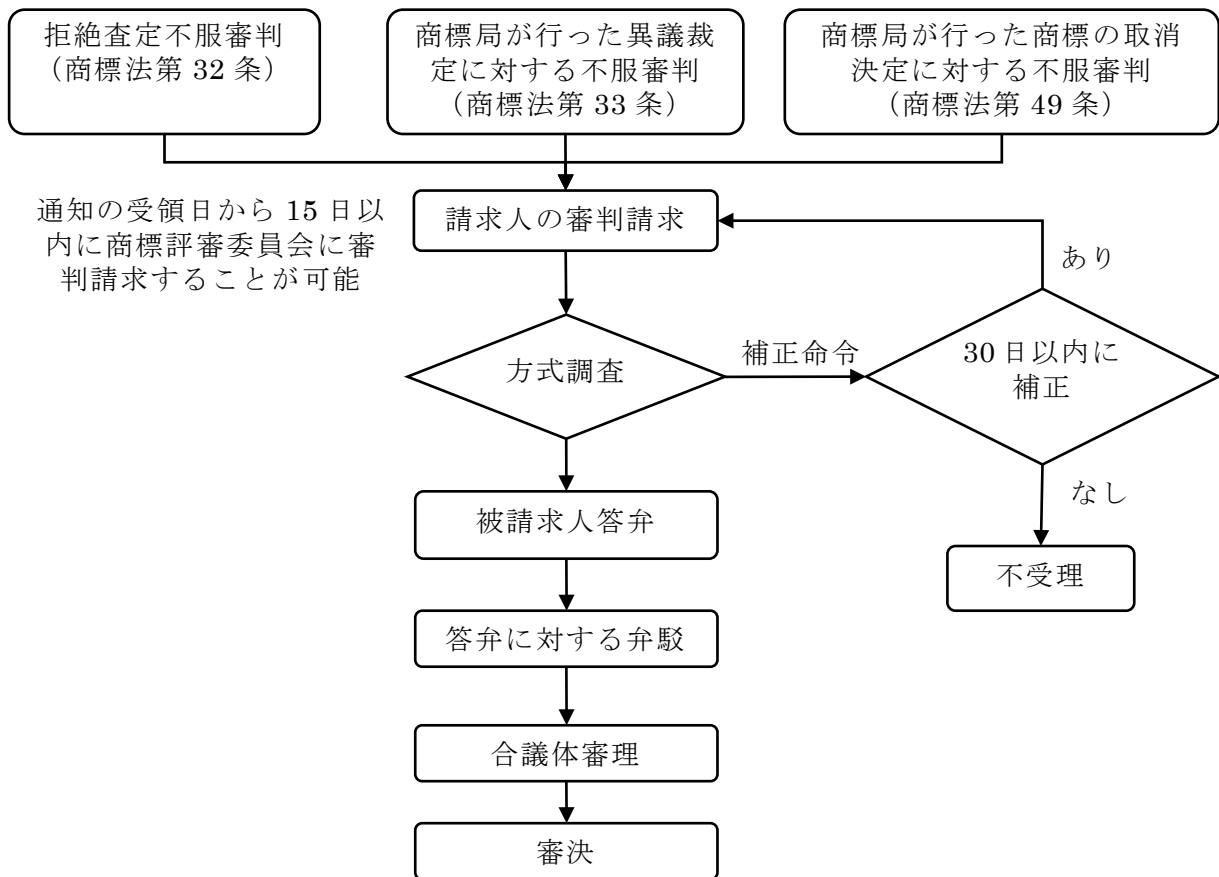 拒絶査定不服審判
（商標法第 32 条）
商標局が行った異議裁
定に対する不服審判
（商標法第 33 条）
商標局が行った商標の取消
決定に対する不服審判
（商標法第 49 条）
通知の受領日から 15 日以
内に商標評審委員会に審
判請求することが可能
請求人の審判請求
あり
方式調査
補正命令
30 日以内に
補正
なし
被請求人答弁
不受理
答弁に対する弁駁
合議体審理
審決